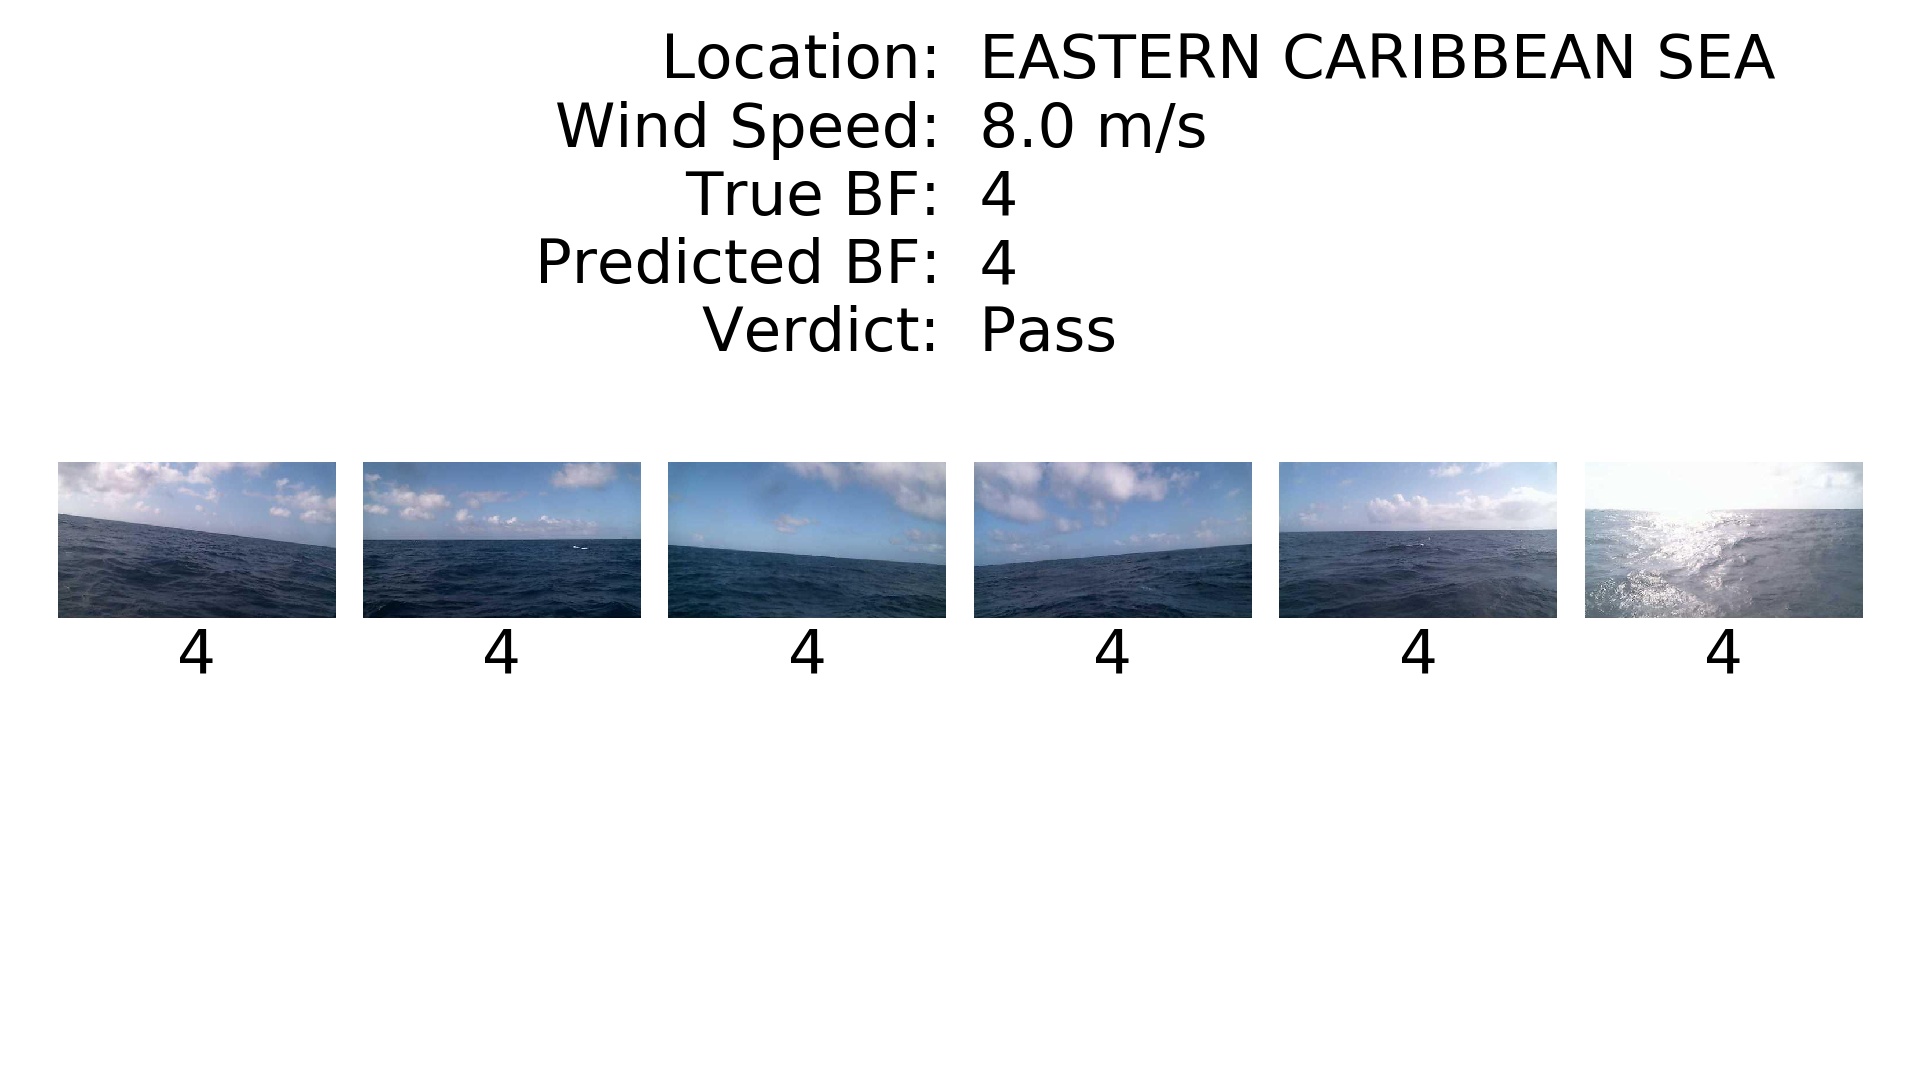 Location: EASTERN CARIBBEAN SEA
Wind Speed: 8.0 m/s
True BF: 4
Predicted BF: 4
Verdict: Pass
4 4 4 4 4 4